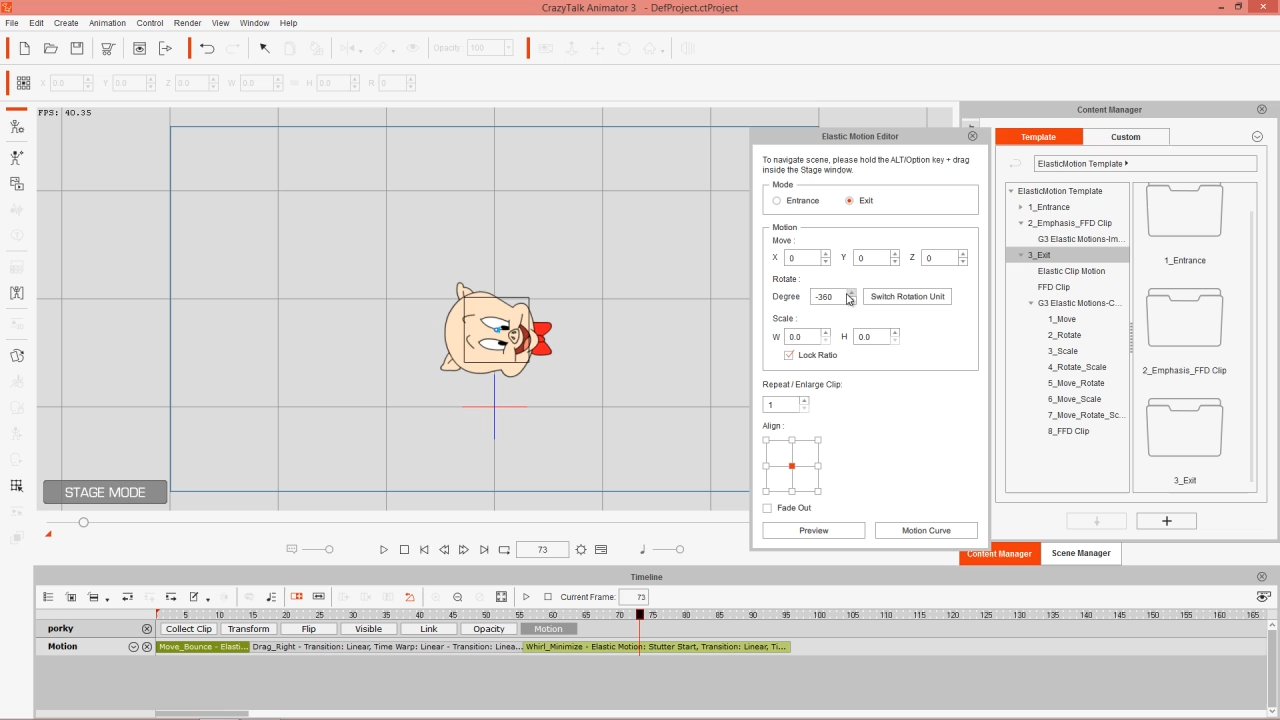 CrazyTalk Animator 3 - DefProject.ctProject
File Edit Create Animation Control Render View Window Help
Opacity: 100
X 0.0 Y 0.0 Z 0.0 W 0.0 H 0.0 R 0
FPS: 40.35
STAGE MODE
Elastic Motion Editor
To navigate scene, please hold the ALT/Option key + drag
inside the Stage window.
Mode
Entrance Exit
Motion
Move :
X 0 Y 0 Z 0
Rotate :
Degree -360 Switch Rotation Unit
Scale :
W 0.0 H 0.0
Lock Ratio
Repeat / Enlarge Clip:
1
Align :
Fade Out
Preview Motion Curve
Content Manager
Template Custom
ElasticMotion Template
ElasticMotion Template
1_Entrance
2_Emphasis_FFD Clip
G3 Elastic Motions-Im...
3_Exit
Elastic Clip Motion
FFD Clip
G3 Elastic Motions-C...
1_Move
2_Rotate
3_Scale
4_Rotate_Scale
5_Move_Rotate
6_Move_Scale
7_Move_Rotate_Sc...
8_FFD Clip
1_Entrance
2_Emphasis_FFD Clip
3_Exit
Content Manager Scene Manager
73
Timeline
Current Frame: 73
5 10 15 20 25 30 35 40 45 50 55 60 65 70 75 80 85 90 95 100 105 110 115 120 125 130 135 140 145 150 155 160 165
porky Collect Clip Transform Flip Visible Link Opacity Motion
Motion Move_Bounce - Elasti... Drag_Right - Transition: Linear, Time Warp: Linear - Transition: Linea... Whirl_Minimize - Elastic Motion: Stutter Start, Transition: Linear, Ti...